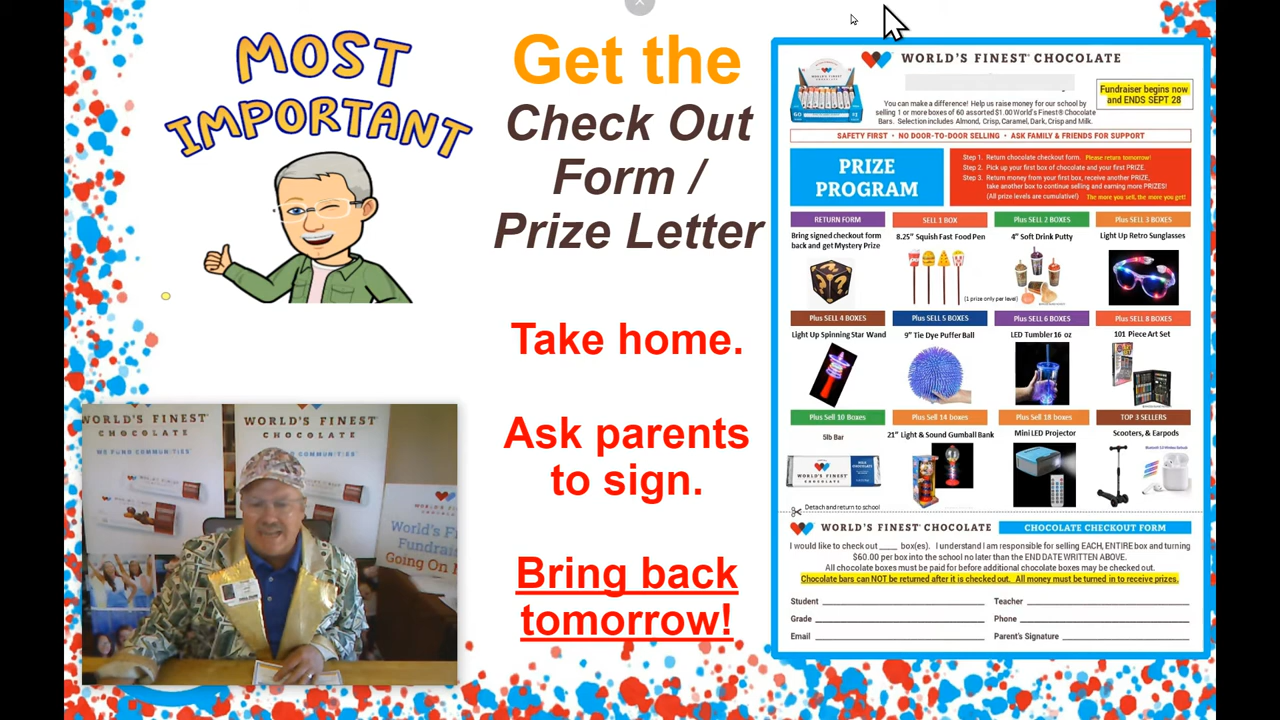 MOST
IMPORTANT
Get the
Check Out
Form /
Prize Letter
Take home.
Ask parents
to sign.
Bring back
tomorrow!
WORLD'S FINEST CHOCOLATE
Fundraiser begins now
and ENDS SEPT 28
You can make a difference! Help us raise money for our school by
selling 1 or more boxes of 60 assorted $1.00 World's Finest® Chocolate
Bars. Selection includes Almond, Crisp, Caramel, Dark, Crisp and Milk.
SAFETY FIRST • NO DOOR-TO-DOOR SELLING • ASK FAMILY & FRIENDS FOR SUPPORT
PRIZE
PROGRAM
Step 1. Return chocolate checkout form. Please return tomorrow!
Step 2. Pick up your first box of chocolate and your first PRIZE.
Step 3. Return money from your first box, receive another PRIZE,
take another box to continue selling and earning more PRIZES!
(All prize levels are cumulative!) The more you sell, the more you get!
RETURN FORM
Bring signed checkout form
back and get Mystery Prize
SELL 1 BOX
8.25" Squish Fast Food Pen
(1 prize only per level)
Plus SELL 2 BOXES
4" Soft Drink Putty
Plus SELL 3 BOXES
Light Up Retro Sunglasses
Plus SELL 4 BOXES
Light Up Spinning Star Wand
Plus SELL 5 BOXES
9" Tie Dye Puffer Ball
Plus SELL 6 BOXES
LED Tumbler 16 oz
Plus SELL 8 BOXES
101 Piece Art Set
Plus Sell 10 Boxes
5lb Bar
WORLD'S FINEST
CHOCOLATE
Plus Sell 14 boxes
21" Light & Sound Gumball Bank
Plus Sell 18 boxes
Mini LED Projector
TOP 3 SELLERS
Scooters, & Earpods
Detach and return to school
WORLD'S FINEST CHOCOLATE
CHOCOLATE CHECKOUT FORM
I would like to check out ____ box(es). I understand I am responsible for selling EACH, ENTIRE box and turning
$60.00 per box into the school no later than the END DATE WRITTEN ABOVE.
All chocolate boxes must be paid for before additional chocolate boxes may be checked out.
Chocolate bars can NOT be returned after it is checked out. All money must be turned in to receive prizes.
Student
Teacher
Grade
Phone
Email
Parent's Signature
WORLD'S FINEST
CHOCOLATE
WE FUND COMMUNITIES
WORLD'S FINEST
CHOCOLATE
COMMUNITIES
World's F
Fundrais
Going On